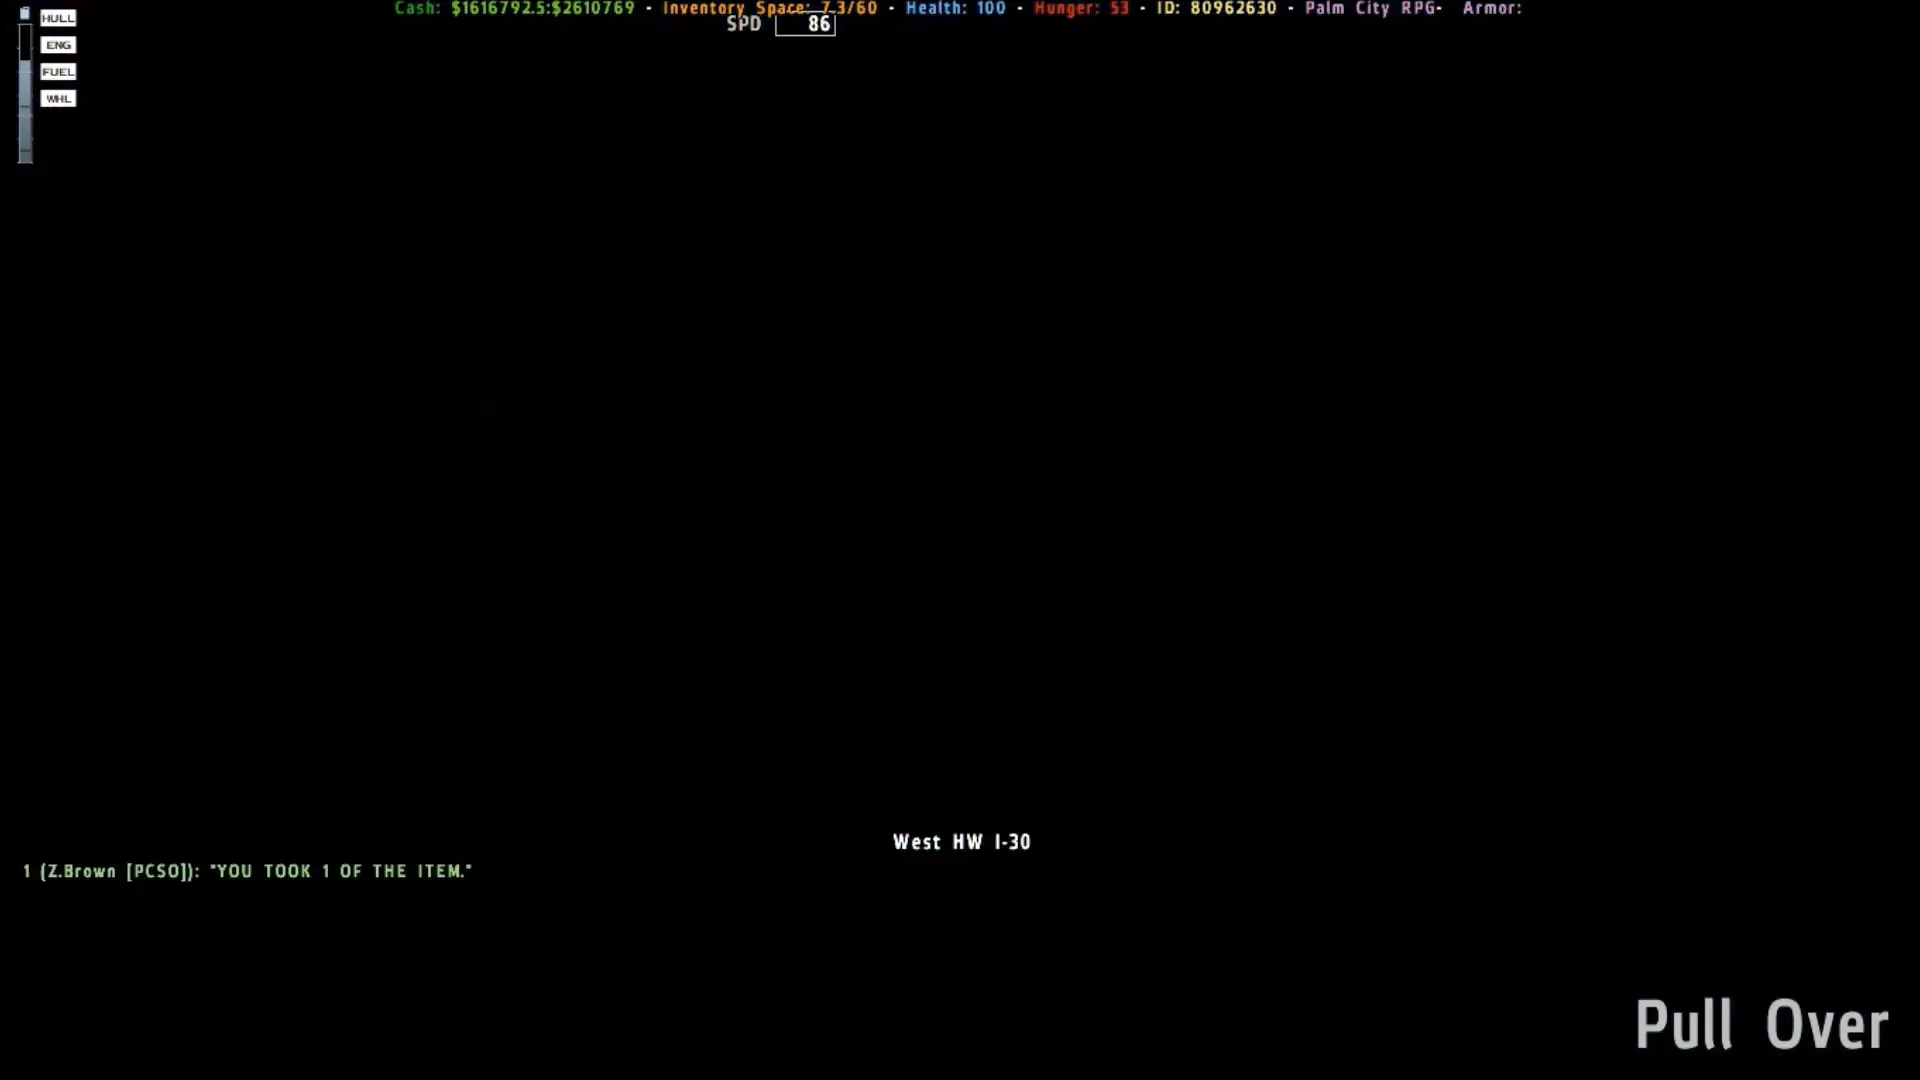 Cash: $1616792.5:$2610769 - Inventory Space: 7.3/60 - Health: 100 - Hunger: 53 - ID: 80962630 - Palm City RPG- Armor:
SPD 86
HULL
ENG
FUEL
WHL
West HW I-30
1 (Z.Brown [PCSO]): "YOU TOOK 1 OF THE ITEM."
Pull Over